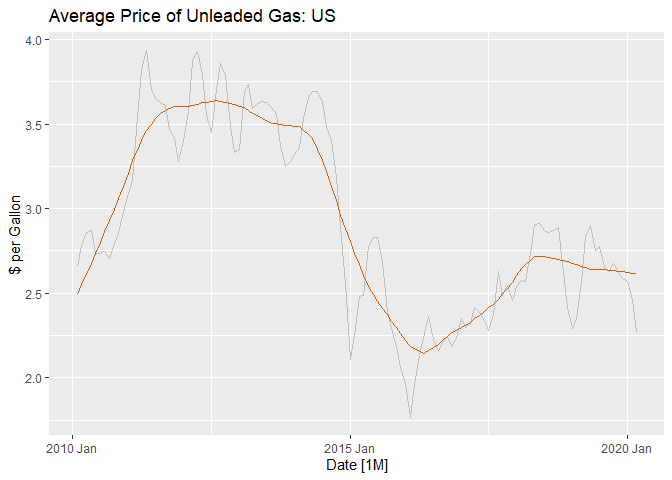 Average Price of Unleaded Gas: US
4.0
3.5
3.0
2.5
2.0
$ per Gallon
2010 Jan 2015 Jan 2020 Jan
Date [1M]